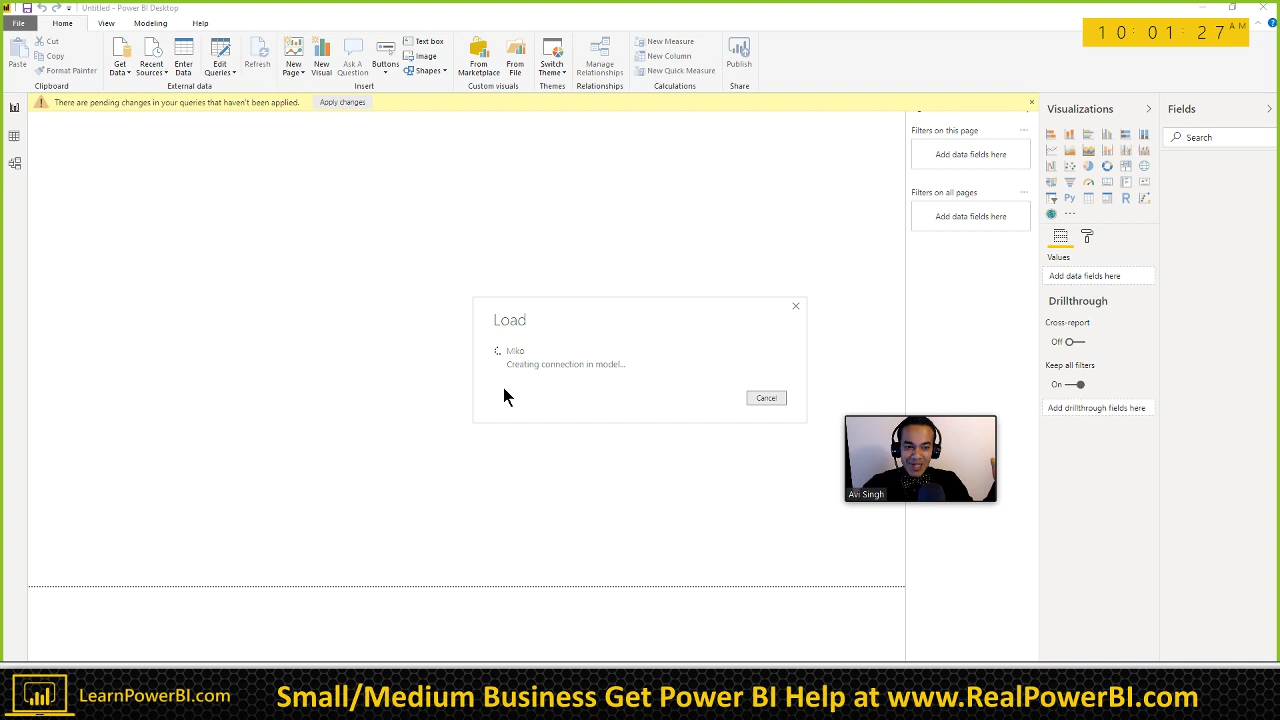 Untitled - Power BI Desktop
File Home View Modeling Help
10:01:27 AM
Paste
Cut
Copy
Format Painter
Clipboard
Get Data
Recent Sources
Enter Data
Edit Queries
Refresh
External data
New Page
New Visual
Ask A Question
Buttons
Text box
Image
Shapes
Insert
From Marketplace
From File
Custom visuals
Switch Theme
Themes
Manage Relationships
Relationships
New Measure
New Column
New Quick Measure
Calculations
Publish
Share
There are pending changes in your queries that haven't been applied.
Apply changes
Filters on this page
Add data fields here
Filters on all pages
Add data fields here
Visualizations
Py
R
Values
Add data fields here
Drillthrough
Cross-report
Off
Keep all filters
On
Add drillthrough fields here
Fields
Search
Load
Miko
Creating connection in model...
Cancel
Avi Singh
LearnPowerBI.com
Small/Medium Business Get Power BI Help at www.RealPowerBI.com